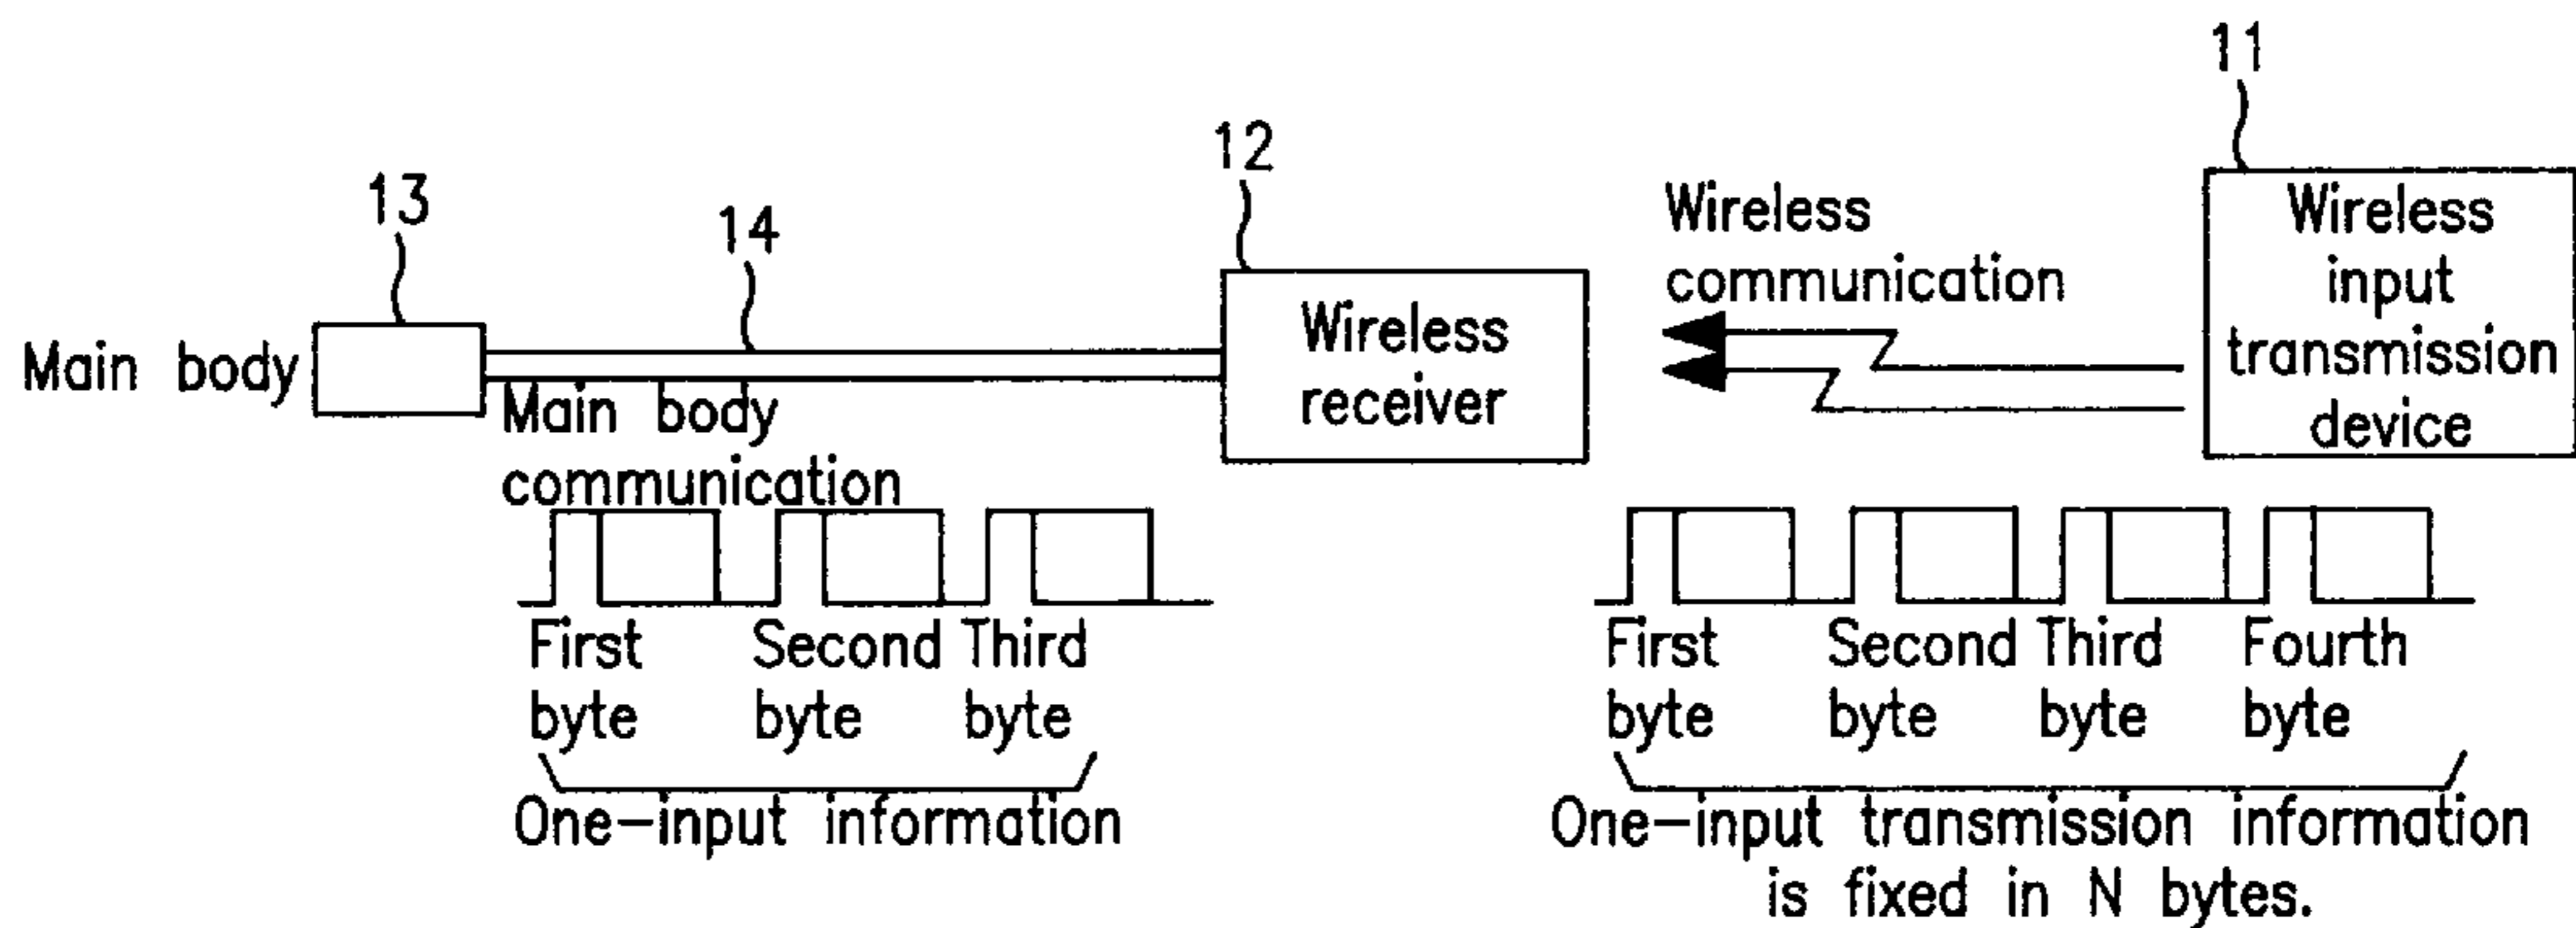 11
12
13
14
Main body
Main body
communication
Wireless
receiver
Wireless
communication
Wireless
input
transmission
device
First
byte
Second
byte
Third
byte
One-input information
First
byte
Second
byte
Third
byte
Fourth
byte
One-input transmission information
is fixed in N bytes.